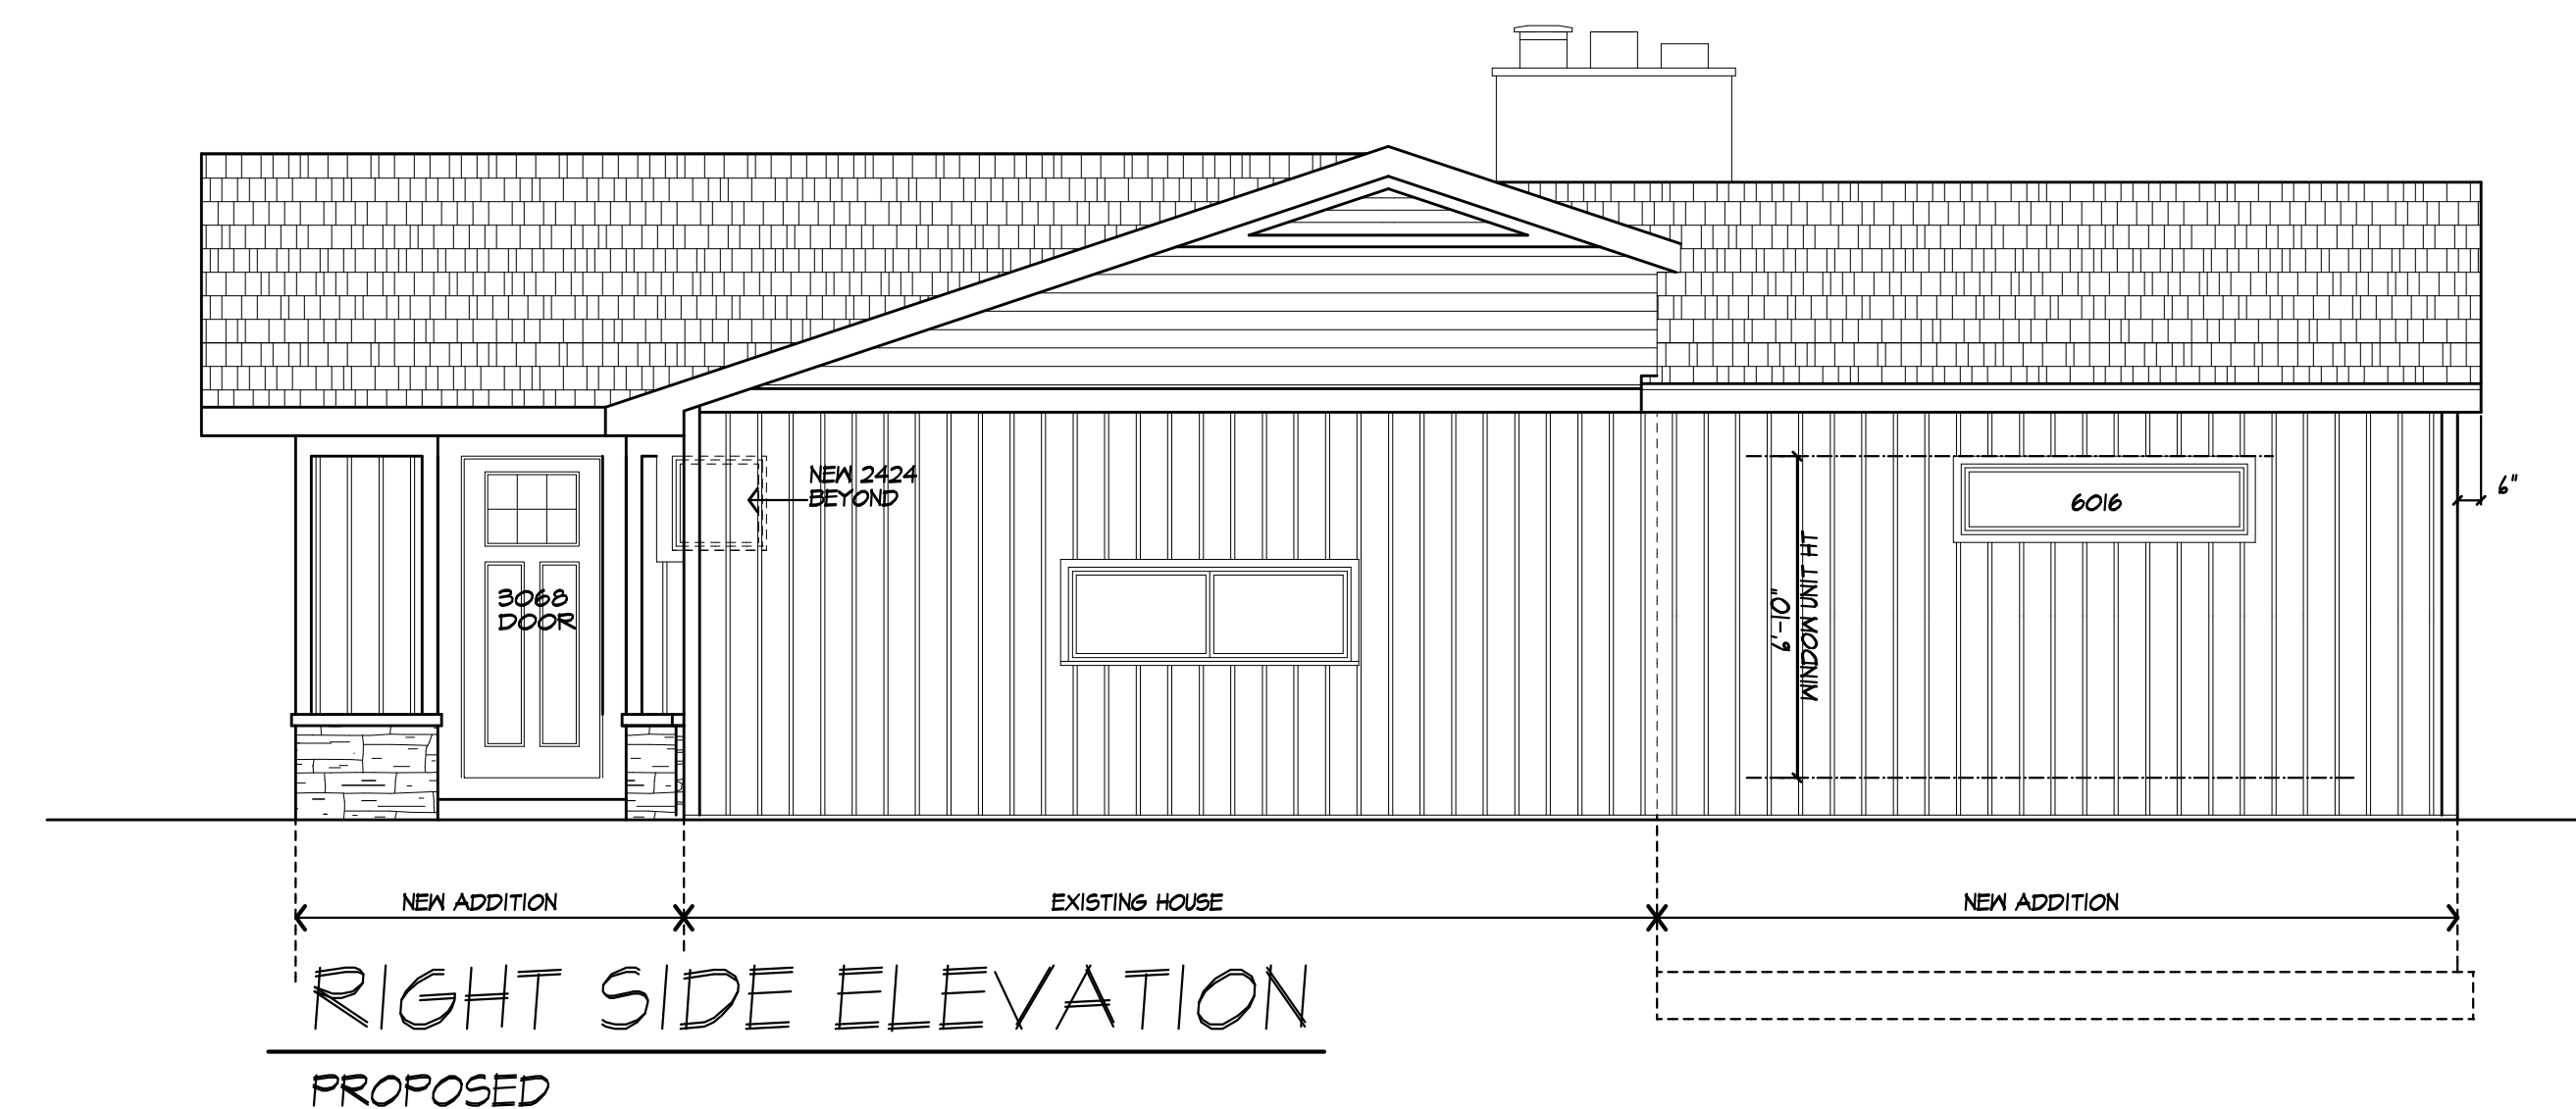 NEW 2424
BEYOND
6016
6"
3068
DOOR
6'-10"
WINDOW UNIT HT
NEW ADDITION
EXISTING HOUSE
NEW ADDITION
RIGHT SIDE ELEVATION
PROPOSED